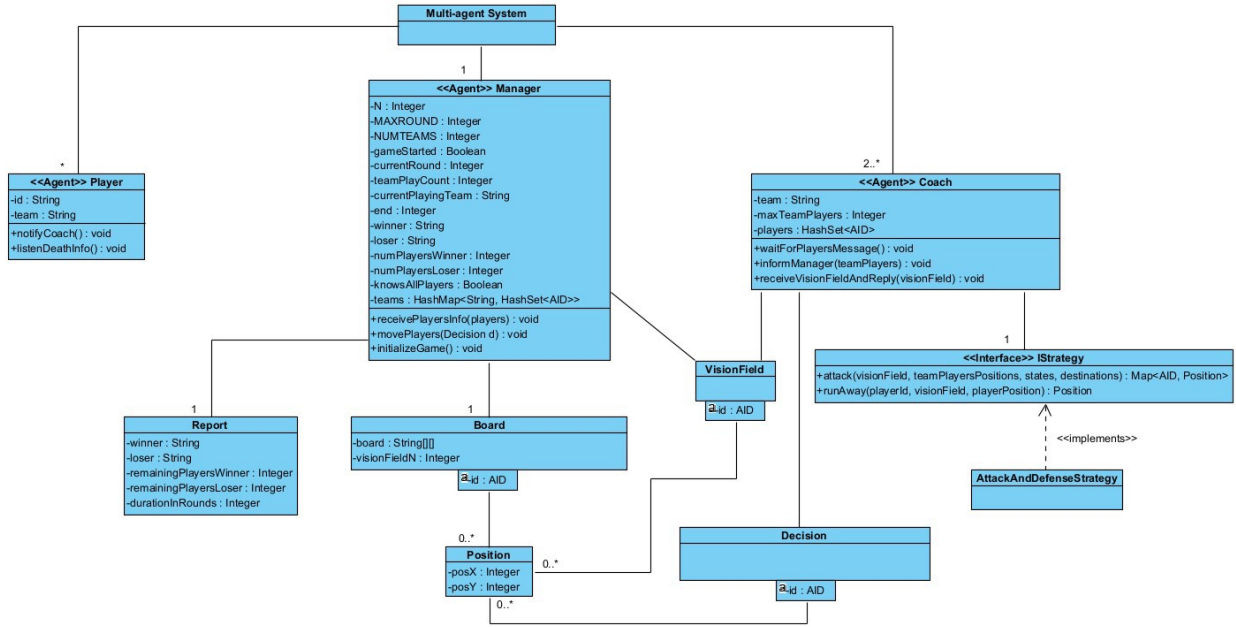 Multi-agent System
1
<<Agent>> Manager
-N : Integer
-MAXROUND : Integer
-NUMTEAMS : Integer
-gameStarted : Boolean
-currentRound : Integer
-teamPlayCount : Integer
-currentPlayingTeam : String
-end : Integer
-winner : String
-loser : String
-numPlayersWinner : Integer
-numPlayersLoser : Integer
-knowsAllPlayers : Boolean
-teams : HashMap<String, HashSet<AID>>
+receivePlayersInfo(players) : void
+movePlayers(Decision d) : void
+initializeGame() : void
*
<<Agent>> Player
-id : String
-team : String
+notifyCoach() : void
+listenDeathInfo() : void
2..*
<<Agent>> Coach
-team : String
-maxTeamPlayers : Integer
-players : HashSet<AID>
+waitForPlayersMessage() : void
+informManager(teamPlayers) : void
+receiveVisionFieldAndReply(visionField) : void
1
<<Interface>> IStrategy
+attack(visionField, teamPlayersPositions, states, destinations) : Map<AID, Position>
+runAway(playerId, visionField, playerPosition) : Position
VisionField
a
-id : AID
<<implements>>
AttackAndDefenseStrategy
1
Report
-winner : String
-loser : String
-remainingPlayersWinner : Integer
-remainingPlayersLoser : Integer
-durationInRounds : Integer
1
Board
-board : String[][]
-visionFieldN : Integer
a
-id : AID
Decision
a
-id : AID
0..*
Position
-posX : Integer
-posY : Integer
0..*
0..*